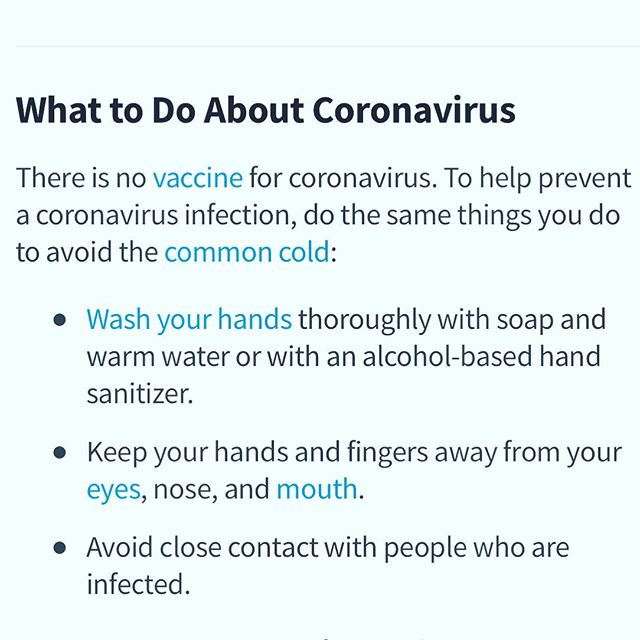 What to Do About Coronavirus
There is no vaccine for coronavirus. To help prevent
a coronavirus infection, do the same things you do
to avoid the common cold:
● Wash your hands thoroughly with soap and
warm water or with an alcohol-based hand
sanitizer.
● Keep your hands and fingers away from your
eyes, nose, and mouth.
● Avoid close contact with people who are
infected.